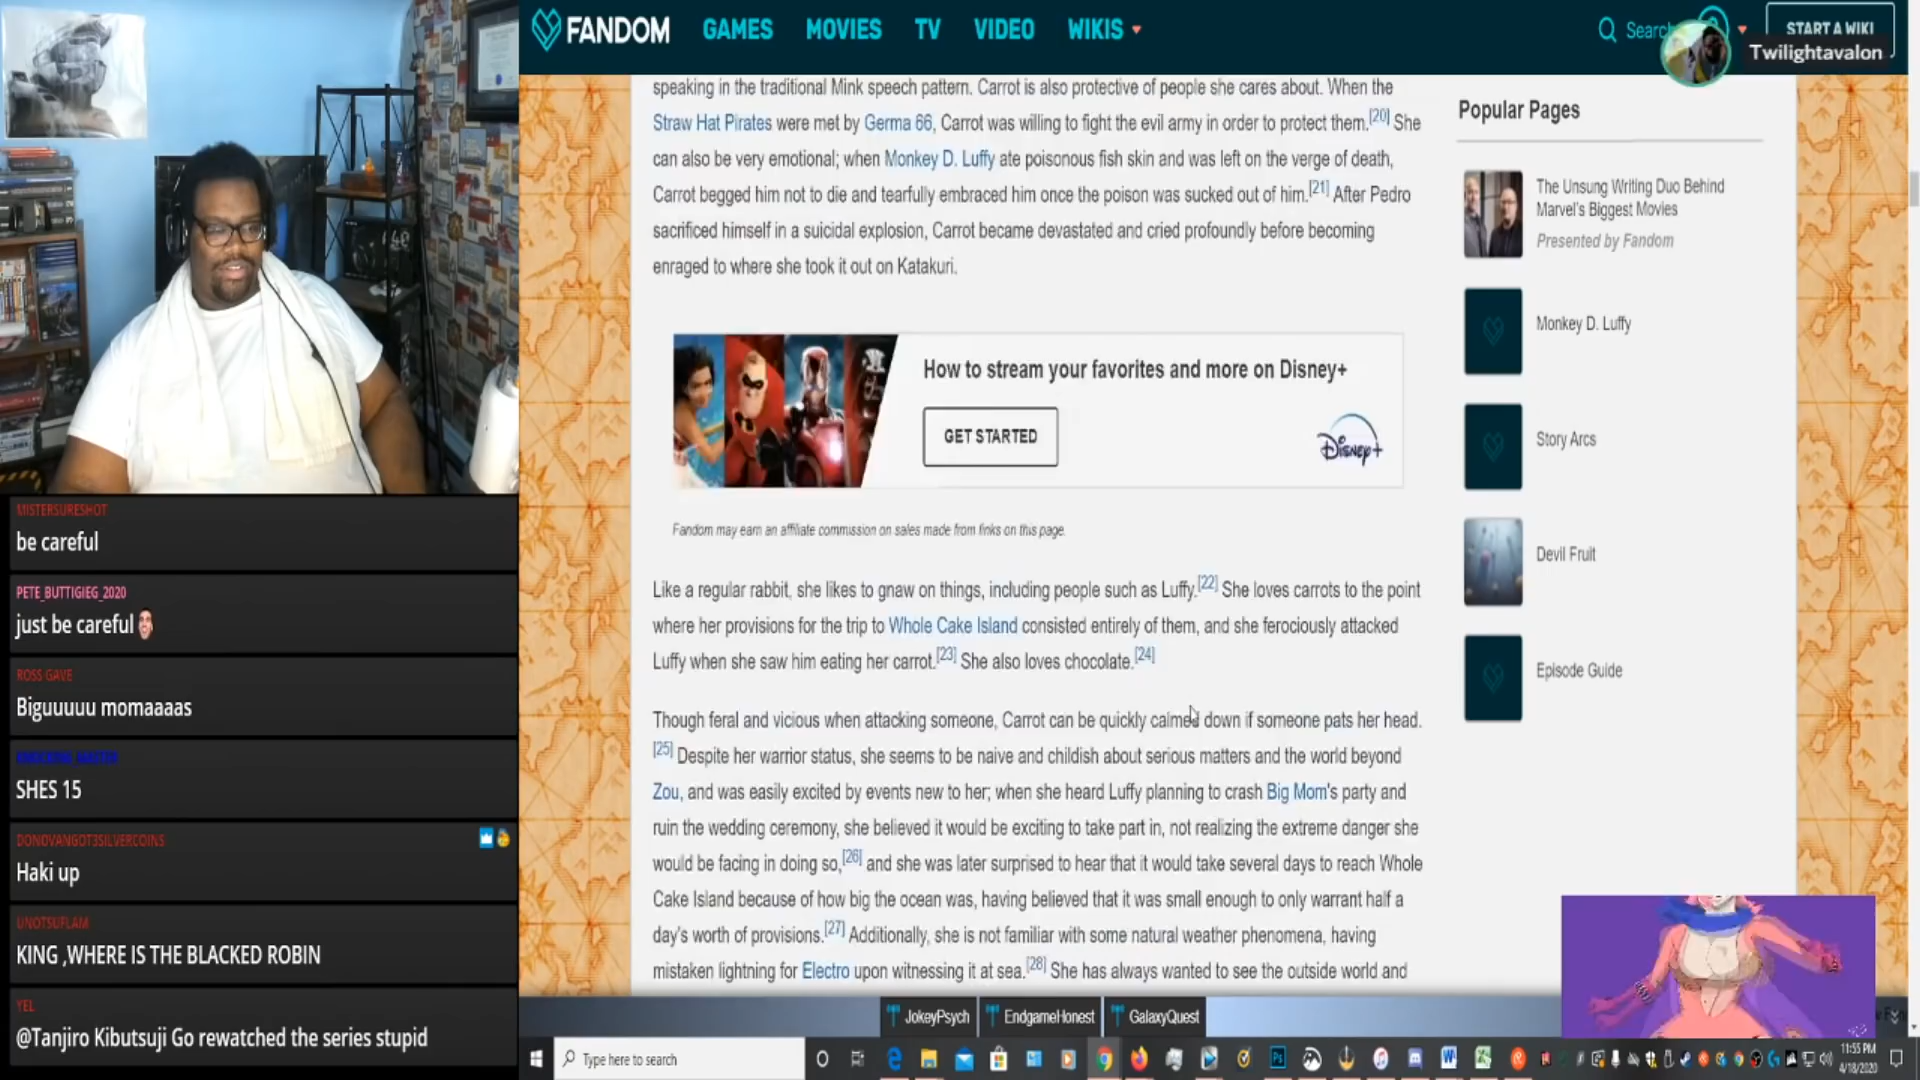 FANDOM GAMES MOVIES TV VIDEO WIKIS
Search
START A WIKI
Twilightavalon
speaking in the traditional Mink speech pattern. Carrot is also protective of people she cares about. When the
Straw Hat Pirates were met by Germa 66, Carrot was willing to fight the evil army in order to protect them.[20] She
can also be very emotional; when Monkey D. Luffy ate poisonous fish skin and was left on the verge of death,
Carrot begged him not to die and tearfully embraced him once the poison was sucked out of him.[21] After Pedro
sacrificed himself in a suicidal explosion, Carrot became devastated and cried profoundly before becoming
enraged to where she took it out on Katakuri.
How to stream your favorites and more on Disney+
GET STARTED
Disney+
Fandom may earn an affiliate commission on sales made from links on this page.
Like a regular rabbit, she likes to gnaw on things, including people such as Luffy.[22] She loves carrots to the point
where her provisions for the trip to Whole Cake Island consisted entirely of them, and she ferociously attacked
Luffy when she saw him eating her carrot.[23] She also loves chocolate.[24]
Though feral and vicious when attacking someone, Carrot can be quickly calmed down if someone pats her head.
[25] Despite her warrior status, she seems to be naive and childish about serious matters and the world beyond
Zou, and was easily excited by events new to her; when she heard Luffy planning to crash Big Mom's party and
ruin the wedding ceremony, she believed it would be exciting to take part in, not realizing the extreme danger she
would be facing in doing so,[26] and she was later surprised to hear that it would take several days to reach Whole
Cake Island because of how big the ocean was, having believed that it was small enough to only warrant half a
day's worth of provisions.[27] Additionally, she is not familiar with some natural weather phenomena, having
mistaken lightning for Electro upon witnessing it at sea.[28] She has always wanted to see the outside world and
Popular Pages
The Unsung Writing Duo Behind
Marvel's Biggest Movies
Presented by Fandom
Monkey D. Luffy
Story Arcs
Devil Fruit
Episode Guide
MISTERSURESHOT
be careful
PETE_BUTTIGIEG_2020
just be careful
ROSS GAVE
Biguuuuu momaaaas
SHES 15
DONOVANGOT3SILVERCOINS
Haki up
UNOTSUFLAM
KING ,WHERE IS THE BLACKED ROBIN
YEL
@Tanjiro Kibutsuji Go rewatched the series stupid
JokeyPsych
EndgameHonest
GalaxyQuest
Type here to search
11:55 PM
4/18/2020